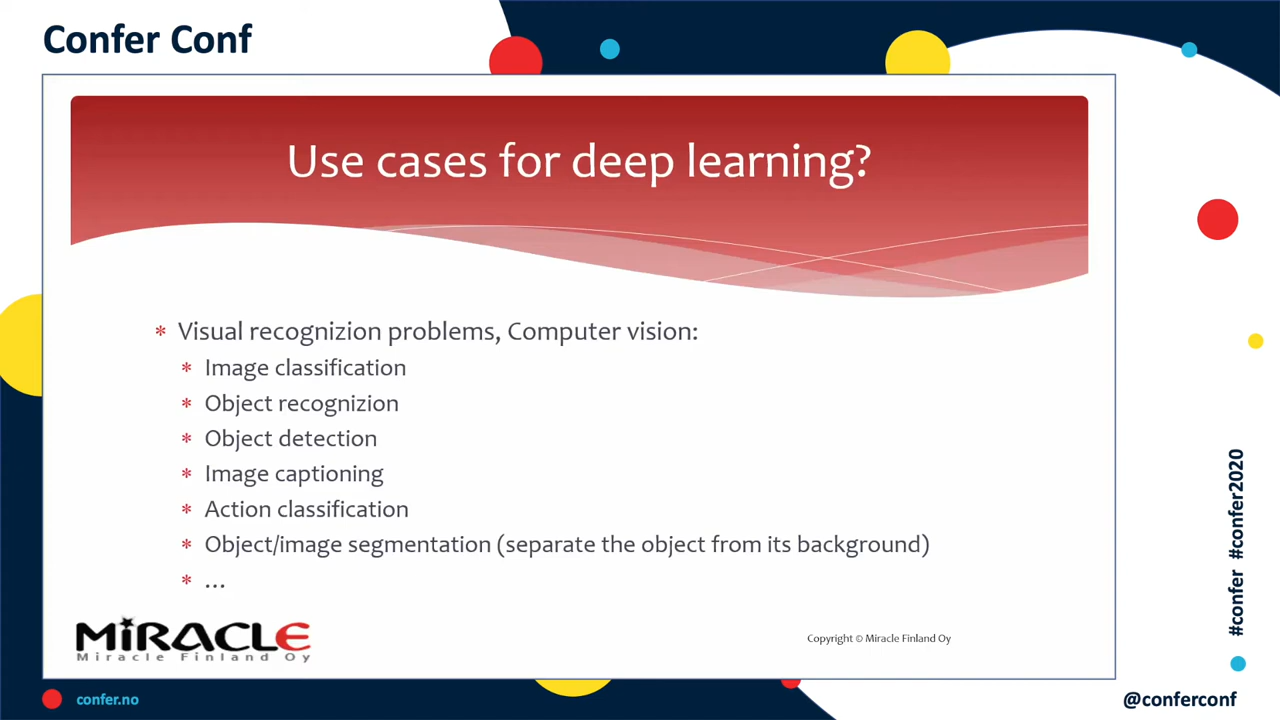 Confer Conf
Use cases for deep learning?
* Visual recognizion problems, Computer vision:
* Image classification
* Object recognizion
* Object detection
* Image captioning
* Action classification
* Object/image segmentation (separate the object from its background)
* ...
MiRACLE
Miracle Finland Oy
Copyright © Miracle Finland Oy
#confer #confer2020
confer.no
@conferconf